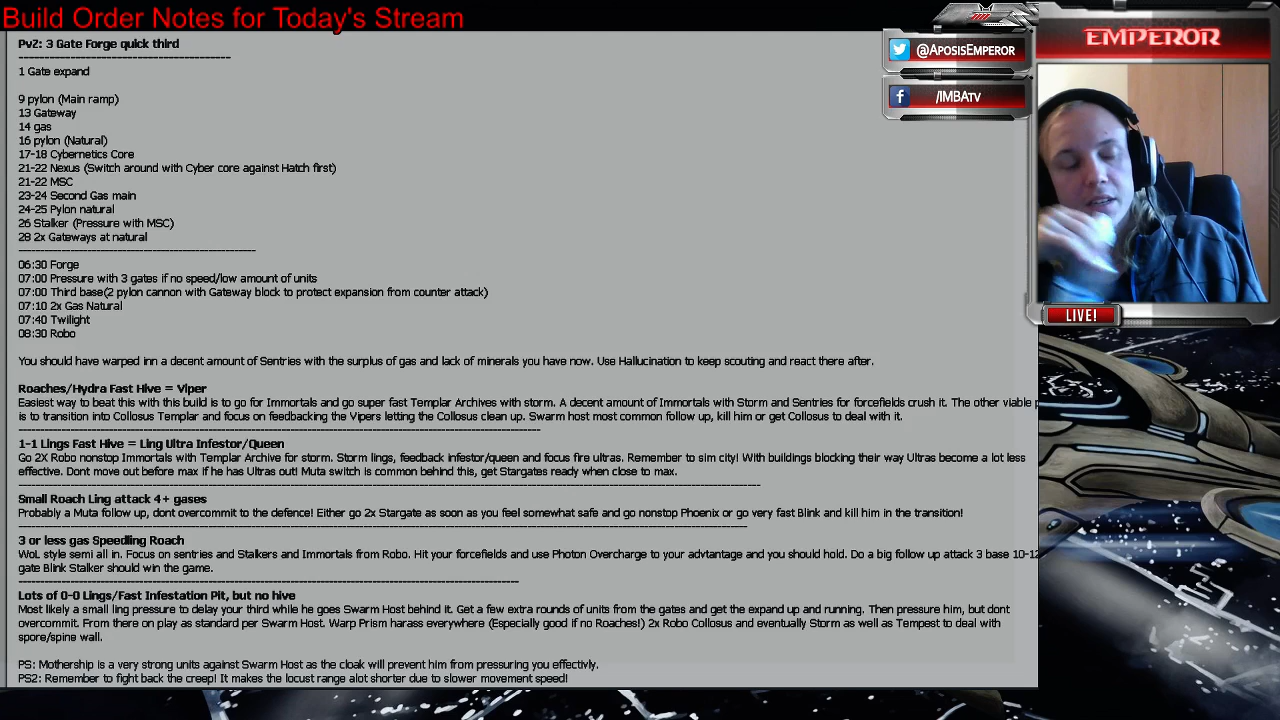 Build Order Notes for Today's Stream
PvZ: 3 Gate Forge quick third
1 Gate expand
9 pylon (Main ramp)
13 Gateway
14 gas
16 pylon (Natural)
17-18 Cybernetics Core
21-22 Nexus (Switch around with Cyber core against Hatch first)
21-22 MSC
23-24 Second Gas main
24-25 Pylon natural
26 Stalker (Pressure with MSC)
28 2x Gateways at natural
06:30 Forge
07:00 Pressure with 3 gates if no speed/low amount of units
07:00 Third base(2 pylon cannon with Gateway block to protect expansion from counter attack)
07:10 2x Gas Natural
07:40 Twilight
08:30 Robo
You should have warped inn a decent amount of Sentries with the surplus of gas and lack of minerals you have now. Use Hallucination to keep scouting and react there after.
Roaches/Hydra Fast Hive = Viper
Easiest way to beat this with this build is to go for Immortals and go super fast Templar Archives with storm. A decent amount of Immortals with Storm and Sentries for forcefields crush it. The other viable
is to transition into Collosus Templar and focus on feedbacking the Vipers letting the Collosus clean up. Swarm host most common follow up, kill him or get Collosus to deal with it.
1-1 Lings Fast Hive = Ling Ultra Infestor/Queen
Go 2X Robo nonstop Immortals with Templar Archive for storm. Storm lings, feedback infestor/queen and focus fire ultras. Remember to sim city! With buildings blocking their way Ultras become a lot less
effective. Dont move out before max if he has Ultras out! Muta switch is common behind this, get Stargates ready when close to max.
Small Roach Ling attack 4+ gases
Probably a Muta follow up, dont overcommit to the defence! Either go 2x Stargate as soon as you feel somewhat safe and go nonstop Phoenix or go very fast Blink and kill him in the transition!
3 or less gas Speedling Roach
WoL style semi all in. Focus on sentries and Stalkers and Immortals from Robo. Hit your forcefields and use Photon Overcharge to your advtantage and you should hold. Do a big follow up attack 3 base 10-12
gate Blink Stalker should win the game.
Lots of 0-0 Lings/Fast Infestation Pit, but no hive
Most likely a small ling pressure to delay your third while he goes Swarm Host behind it. Get a few extra rounds of units from the gates and get the expand up and running. Then pressure him, but dont
overcommit. From there on play as standard per Swarm Host. Warp Prism harass everywhere (Especially good if no Roaches!) 2x Robo Collosus and eventually Storm as well as Tempest to deal with
spore/spine wall.
PS: Mothership is a very strong units against Swarm Host as the cloak will prevent him from pressuring you effectivly.
PS2: Remember to fight back the creep! It makes the locust range alot shorter due to slower movement speed!
@AposisEmperor
/IMBAtv
EMPEROR
LIVE!